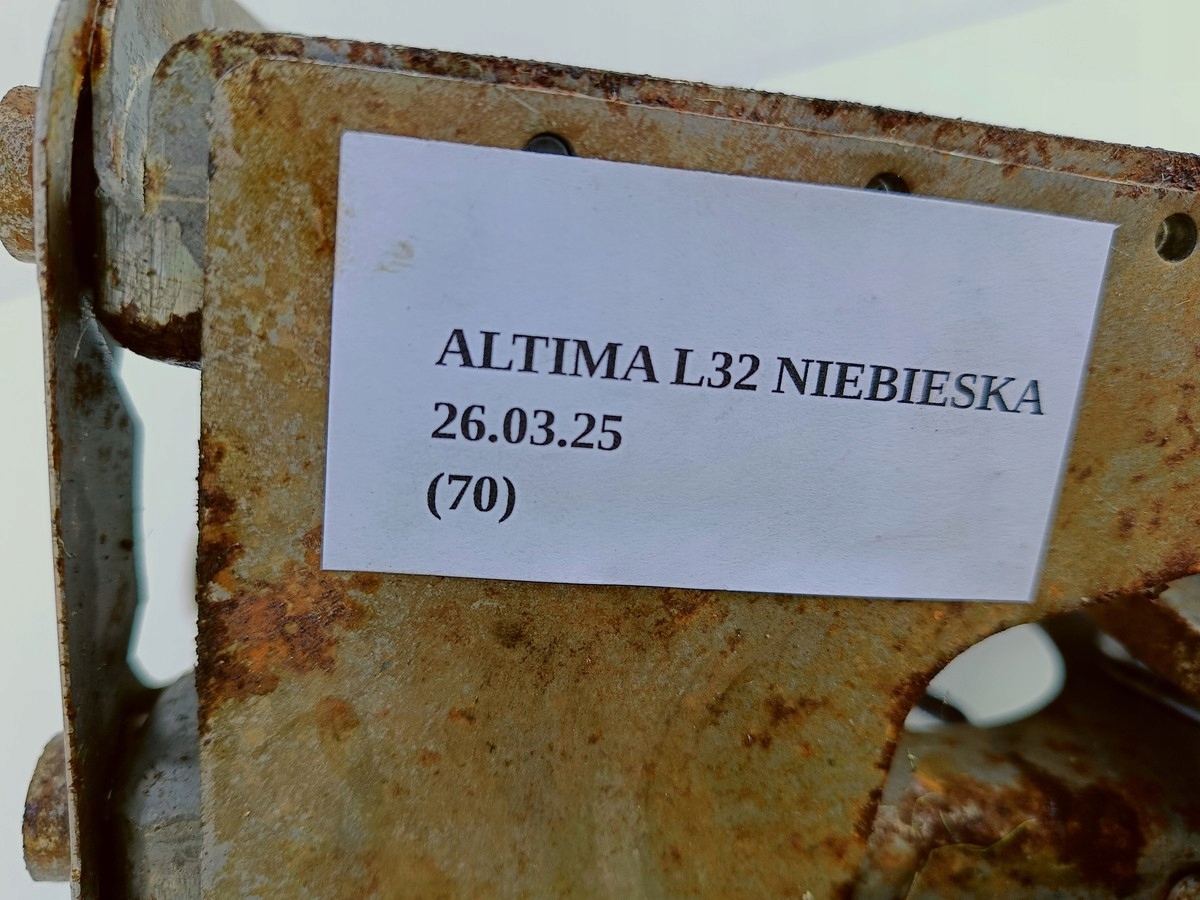 ALTIMA L32 NIEBIESKA
26.03.25
(70)